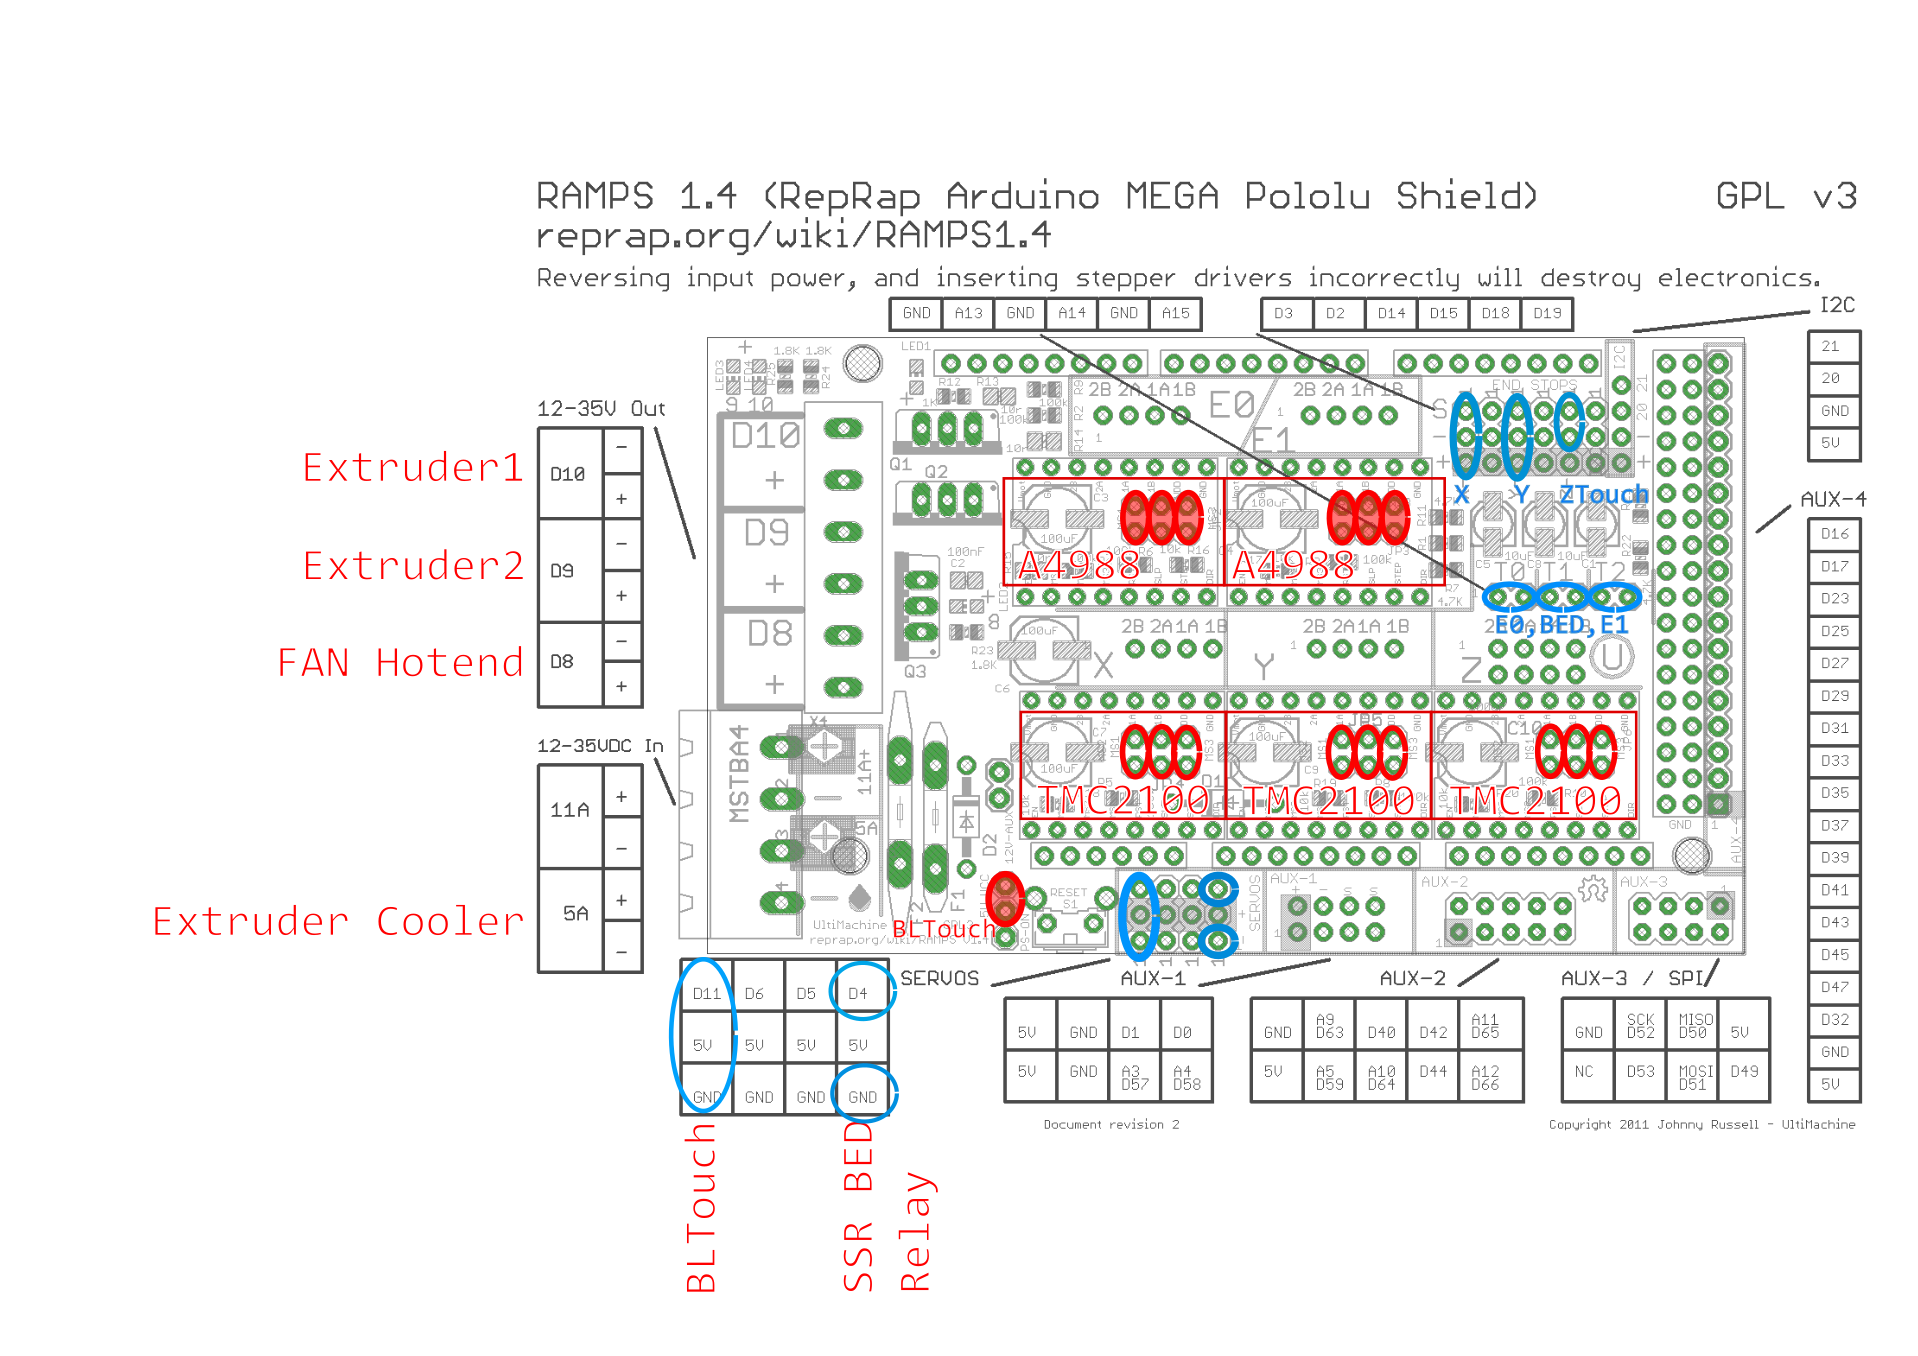 RAMPS 1.4 (RepRap Arduino MEGA Pololu Shield) GPL v3
reprap.org/wiki/RAMPS1.4
Reversing input power, and inserting stepper drivers incorrectly will destroy electronics.
GND A13 GND A14 GND A15
D3 D2 D14 D15 D18 D19
I2C
21
20
GND
5V
12-35V Out
Extruder1
D10 - +
Extruder2
D9 - +
FAN Hotend
D8 - +
12-35VDC In
11A + -
Extruder Cooler
5A + -
LED1
1.8K 1.8K
R24
9 10
D10
+
D9
+
D8
+
Q1
Q2
Q3
R12 R13
100nF
C2
R23
1.8K
C6
2B 2A 1A 1B
E0
2B 2A 1A 1B
E1
END STOPS
I2C
S
X Y ZTouch
A4988 A4988
T0 T1 T2
E0,BED,E1
2B 2A 1A 1B
X
2B 2A 1A 1B
Y
Z
U
100uF
TMC2100 TMC2100 TMC2100
MSTBA4
11A+
5A
D2
F1
12V-AUX
BLTouch
UltiMachine
reprap.org/wiki/RAMPS V1.4
PS-ON
RESET
S1
SERVOS
AUX-1
AUX-2
AUX-3
GND
AUX-4
AUX-4
D16
D17
D23
D25
D27
D29
D31
D33
D35
D37
D39
D41
D43
D45
D47
D32
GND
5V
SERVOS
D11 D6 D5 D4
5V 5V 5V 5V
GND GND GND GND
BLTouch
SSR BED
Relay
AUX-1
5V GND D1 D0
5V GND A3 D57 A4 D58
AUX-2
GND A9 D63 D40 D42 A11 D65
5V A5 D59 A10 D64 D44 A12 D66
AUX-3 / SPI
GND SCK D52 MISO D50 5V
NC D53 MOSI D51 D49
Document revision 2
Copyright 2011 Johnny Russell - UltiMachine